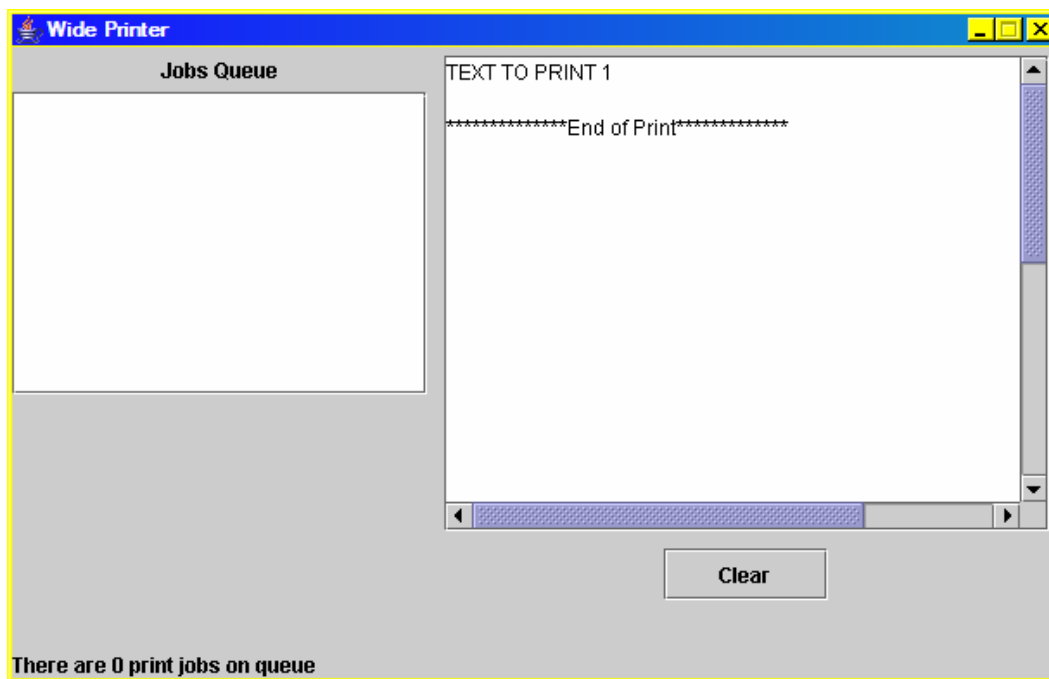 Wide Printer
Jobs Queue
TEXT TO PRINT 1
**************End of Print*************
Clear
There are 0 print jobs on queue